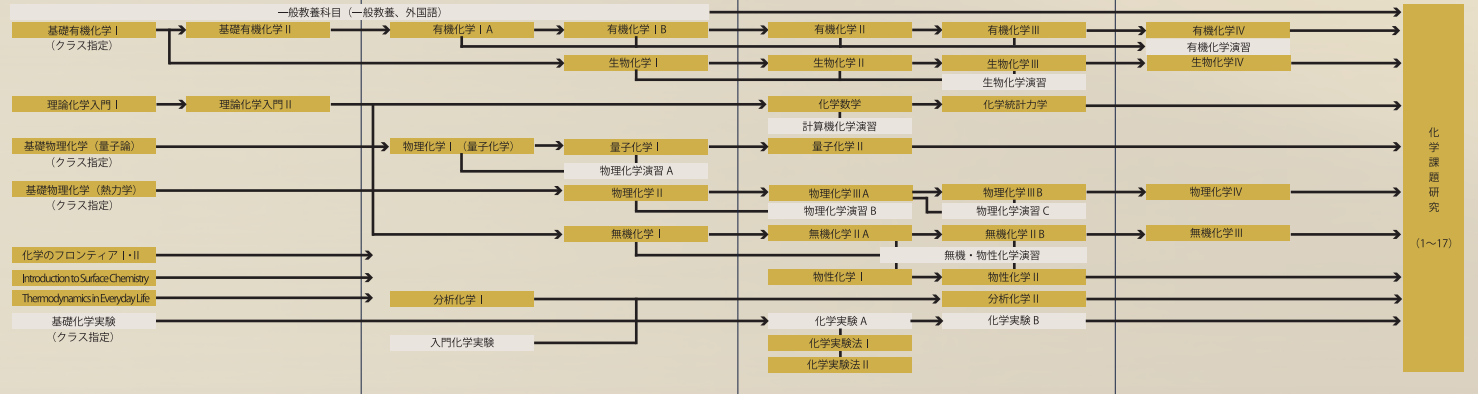 一般教養科目（一般教養、外国語）
基礎有機化学Ⅰ
（クラス指定）
基礎有機化学Ⅱ
有機化学ⅠA
有機化学ⅠB
有機化学Ⅱ
有機化学Ⅲ
有機化学Ⅳ
有機化学演習
生物化学Ⅰ
生物化学Ⅱ
生物化学Ⅲ
生物化学Ⅳ
生物化学演習
理論化学入門Ⅰ
理論化学入門Ⅱ
化学数学
化学統計力学
計算機化学演習
基礎物理化学（量子論）
（クラス指定）
物理化学Ⅰ（量子化学）
量子化学Ⅰ
量子化学Ⅱ
物理化学演習 A
基礎物理化学（熱力学）
（クラス指定）
物理化学Ⅱ
物理化学ⅢA
物理化学ⅢB
物理化学Ⅳ
物理化学演習 B
物理化学演習 C
無機化学Ⅰ
無機化学ⅡA
無機化学ⅡB
無機化学Ⅲ
無機・物性化学演習
化学のフロンティアⅠ・Ⅱ
Introduction to Surface Chemistry
Thermodynamics in Everyday Life
物性化学Ⅰ
物性化学Ⅱ
分析化学Ⅰ
分析化学Ⅱ
基礎化学実験
（クラス指定）
入門化学実験
化学実験 A
化学実験 B
化学実験法Ⅰ
化学実験法Ⅱ
化学課題研究
（1～17）